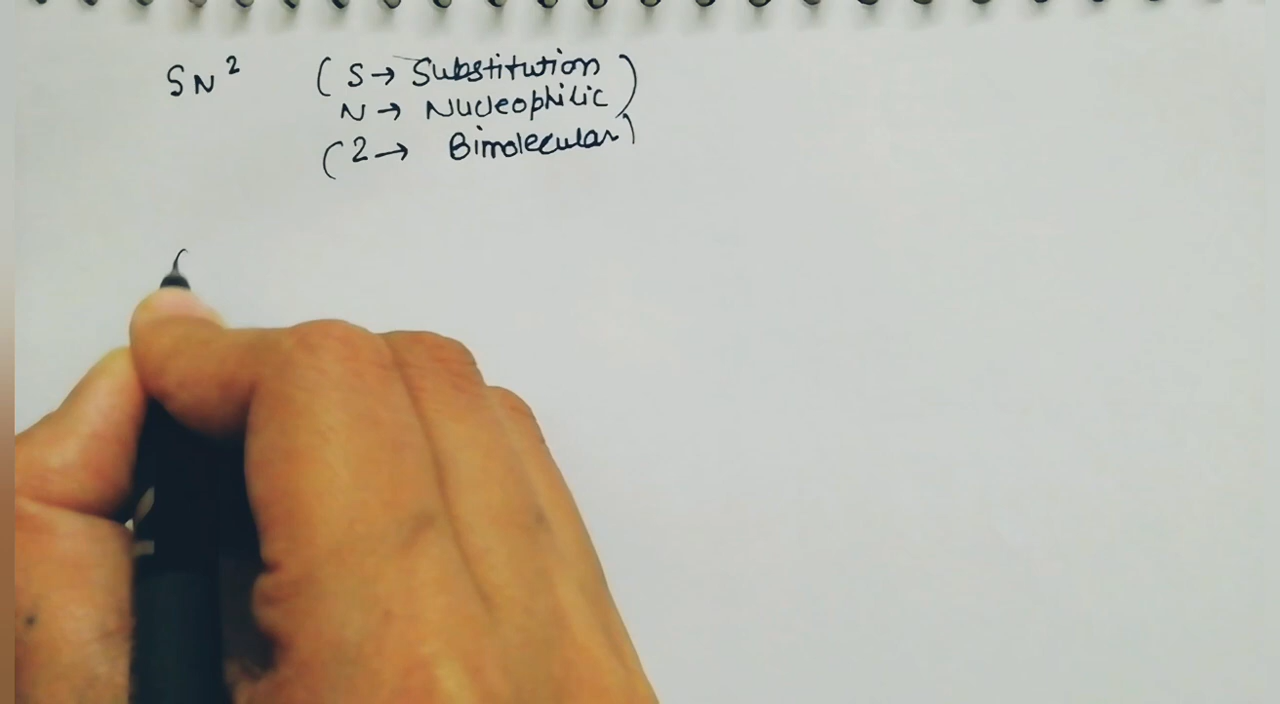 SN² (S → Substitution
N → Nucleophilic)
(2 → Bimolecular)